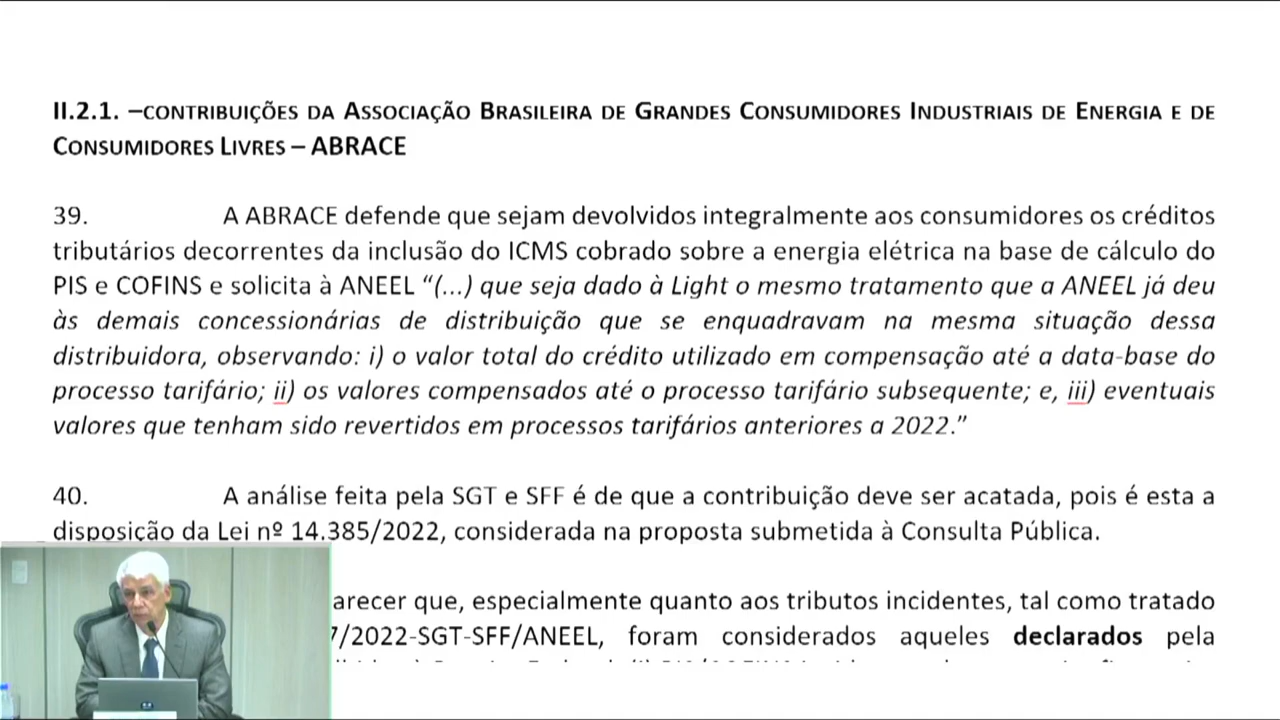 II.2.1. –CONTRIBUIÇÕES DA ASSOCIAÇÃO BRASILEIRA DE GRANDES CONSUMIDORES INDUSTRIAIS DE ENERGIA E DE
CONSUMIDORES LIVRES – ABRACE
39. A ABRACE defende que sejam devolvidos integralmente aos consumidores os créditos
tributários decorrentes da inclusão do ICMS cobrado sobre a energia elétrica na base de cálculo do
PIS e COFINS e solicita à ANEEL “(...) que seja dado à Light o mesmo tratamento que a ANEEL já deu
às demais concessionárias de distribuição que se enquadravam na mesma situação dessa
distribuidora, observando: i) o valor total do crédito utilizado em compensação até a data-base do
processo tarifário; ii) os valores compensados até o processo tarifário subsequente; e, iii) eventuais
valores que tenham sido revertidos em processos tarifários anteriores a 2022.”
40. A análise feita pela SGT e SFF é de que a contribuição deve ser acatada, pois é esta a
disposição da Lei nº 14.385/2022, considerada na proposta submetida à Consulta Pública.
arecer que, especialmente quanto aos tributos incidentes, tal como tratado
7/2022-SGT-SFF/ANEEL, foram considerados aqueles declarados pela